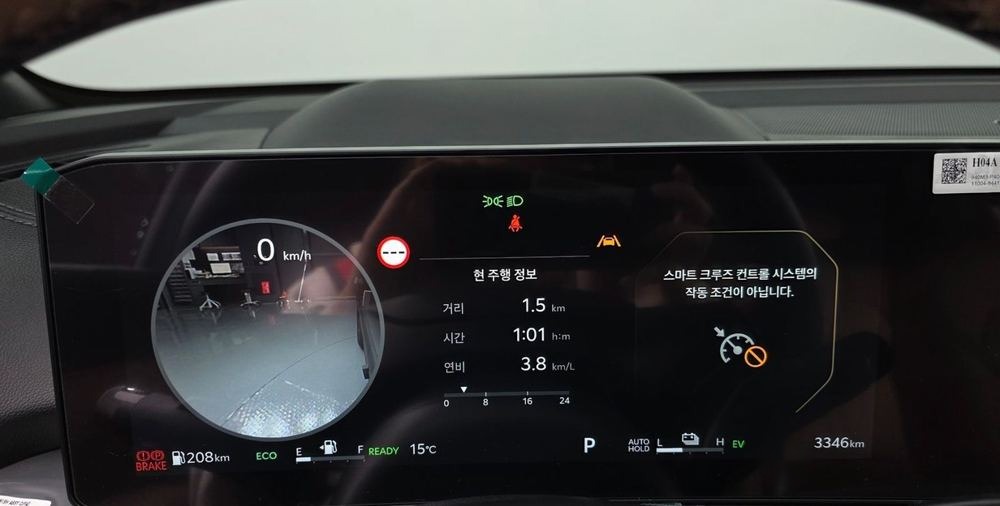 H04A
0 km/h
현 주행 정보
거리 1.5 km
시간 1:01 h:m
연비 3.8 km/L
0 8 16 24
스마트 크루즈 컨트롤 시스템의
작동 조건이 아닙니다.
BRAKE
208km
ECO
E F
READY
15℃
P
AUTO
HOLD
L H
EV
3346km